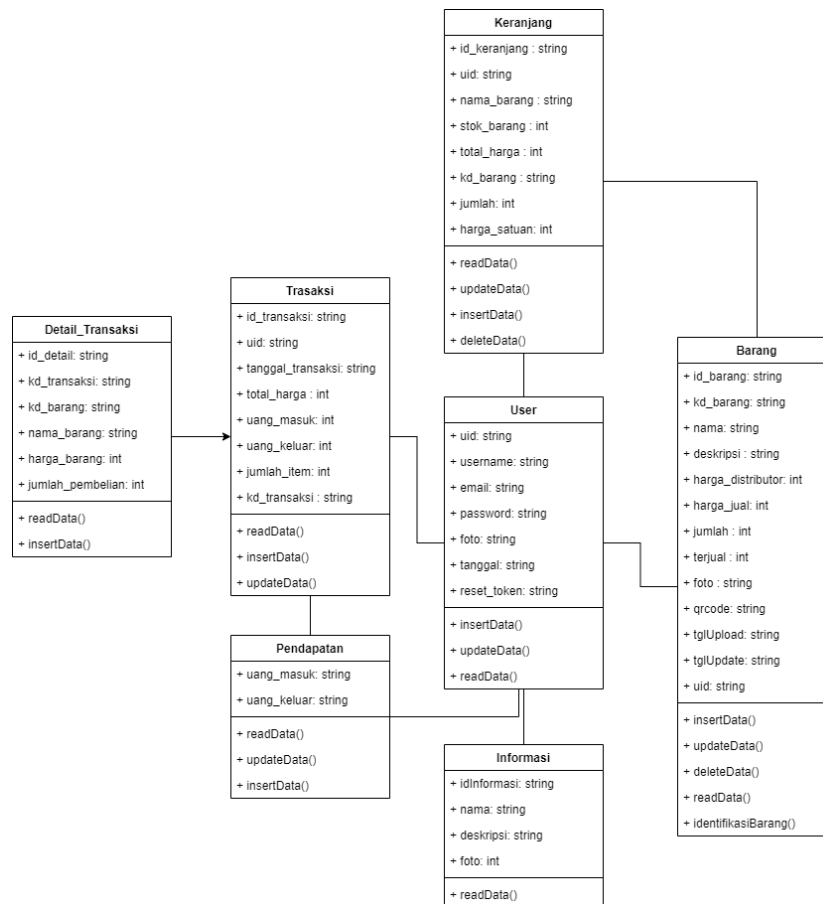 Keranjang
+ id_keranjang : string
+ uid: string
+ nama_barang : string
+ stok_barang : int
+ total_harga : int
+ kd_barang : string
+ jumlah: int
+ harga_satuan: int
+ readData()
+ updateData()
+ insertData()
+ deleteData()
Trasaksi
+ id_transaksi: string
+ uid: string
+ tanggal_transaksi: string
+ total_harga : int
+ uang_masuk: int
+ uang_keluar: int
+ jumlah_item: int
+ kd_transaksi : string
+ readData()
+ insertData()
+ updateData()
Detail_Transaksi
+ id_detail: string
+ kd_transaksi: string
+ kd_barang: string
+ nama_barang: string
+ harga_barang: int
+ jumlah_pembelian: int
+ readData()
+ insertData()
Barang
+ id_barang: string
+ kd_barang: string
+ nama: string
+ deskripsi : string
+ harga_distributor: int
+ harga_jual: int
+ jumlah : int
+ terjual : int
+ foto : string
+ qrcode: string
+ tglUpload: string
+ tglUpdate: string
+ uid: string
+ insertData()
+ updateData()
+ deleteData()
+ readData()
+ identifikasiBarang()
User
+ uid: string
+ username: string
+ email: string
+ password: string
+ foto: string
+ tanggal: string
+ reset_token: string
+ insertData()
+ updateData()
+ readData()
Pendapatan
+ uang_masuk: string
+ uang_keluar: string
+ readData()
+ updateData()
+ insertData()
Informasi
+ idInformasi: string
+ nama: string
+ deskripsi: string
+ foto: int
+ readData()